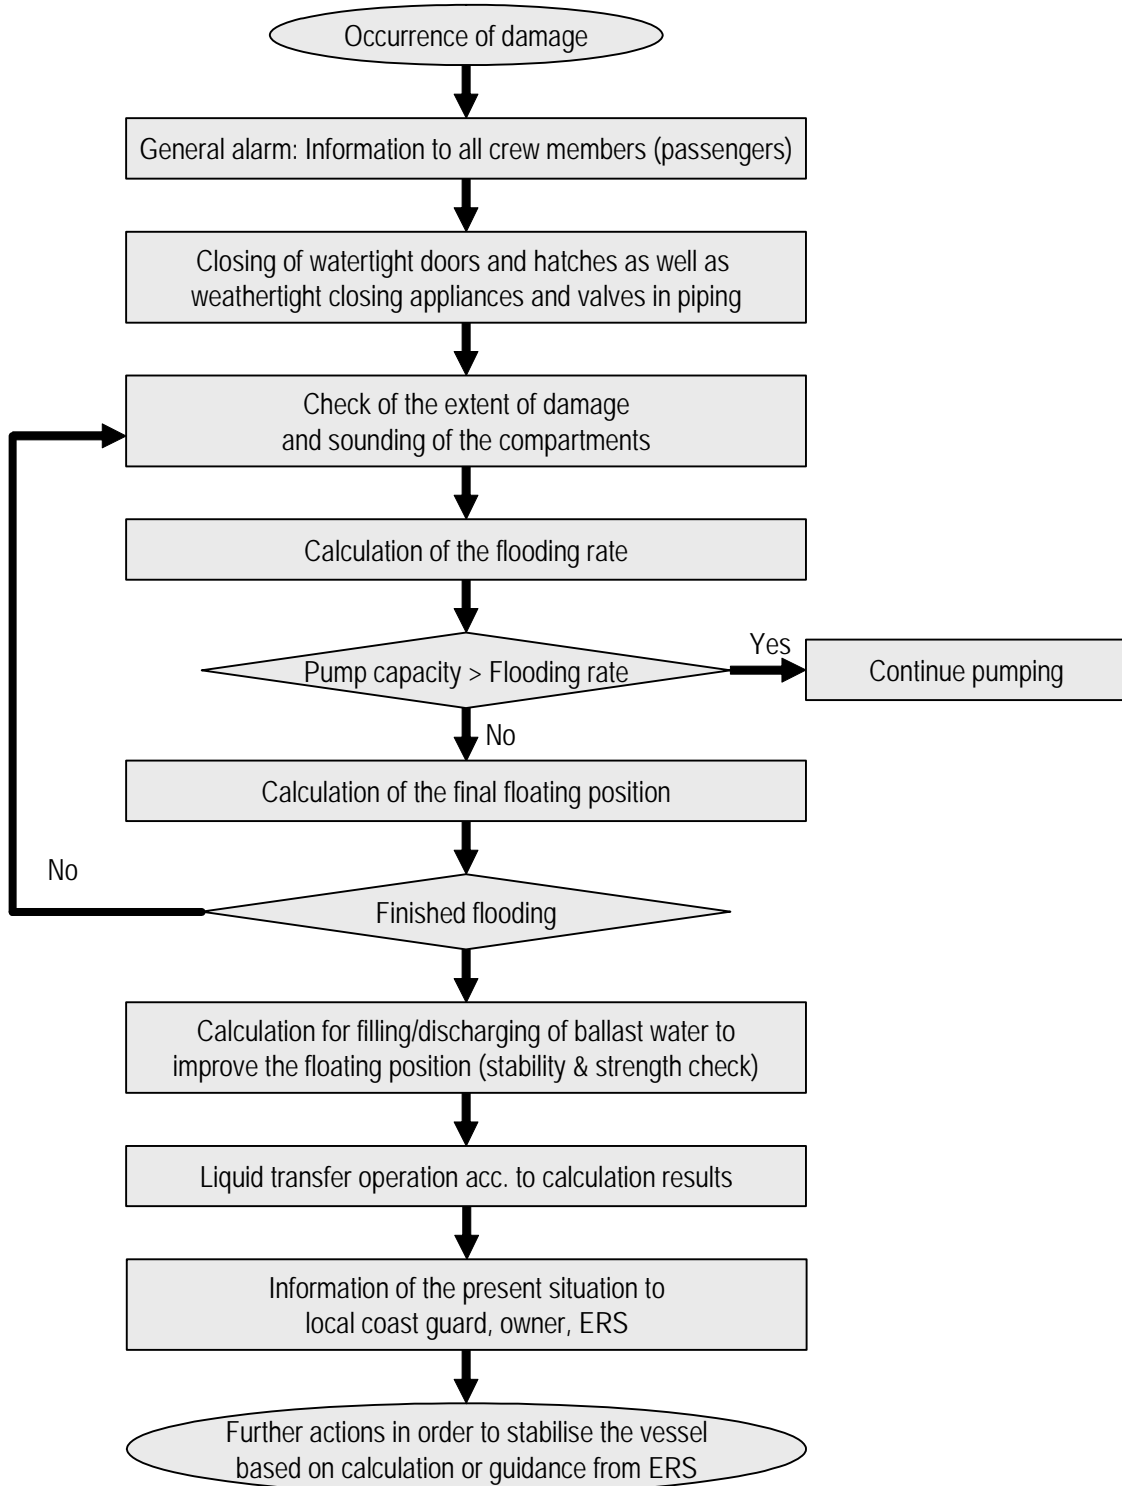 Occurrence of damage
General alarm: Information to all crew members (passengers)
Closing of watertight doors and hatches as well as
weathertight closing appliances and valves in piping
Check of the extent of damage
and sounding of the compartments
Calculation of the flooding rate
Pump capacity > Flooding rate
Yes
Continue pumping
No
Calculation of the final floating position
No
Finished flooding
Calculation for filling/discharging of ballast water to
improve the floating position (stability & strength check)
Liquid transfer operation acc. to calculation results
Information of the present situation to
local coast guard, owner, ERS
Further actions in order to stabilise the vessel
based on calculation or guidance from ERS